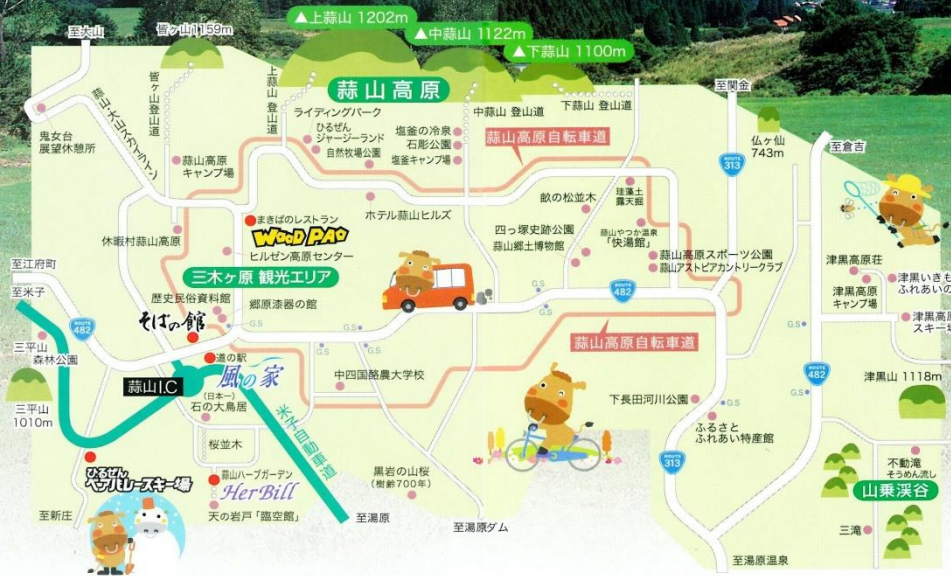 ▲上蒜山 1202m
▲中蒜山 1122m
▲下蒜山 1100m
至大山
皆ヶ山1159m
蒜山高原
至関金
鬼女台
展望休憩所
蒜山大山スカイライン
皆ヶ山登山道
上蒜山 登山道
ライディングパーク
ひるぜん
ジャージーランド
自然牧場公園
塩釜の冷泉
石彫公園
塩釜キャンプ場
中蒜山 登山道
下蒜山 登山道
蒜山高原自転車道
ROUTE
313
仏ヶ仙
743m
至倉吉
蒜山高原
キャンプ場
ホテル蒜山ヒルズ
畝の松並木
珪藻土
露天掘
休暇村蒜山高原
まきばのレストラン
WOOD PAO
ヒルゼン高原センター
四っ塚史跡公園
蒜山郷土博物館
蒜山やつか温泉
「快湯館」
蒜山高原スポーツ公園
蒜山アストピアカントリークラブ
至江府町
至米子
三木ヶ原 観光エリア
ROUTE
482
津黒高原荘
津黒高原
キャンプ場
津黒いきも
ふれあいの
津黒高原
スキー場
歴史民俗資料館
郷原漆器の館
そばの館
ROUTE
482
G.S
G.S
G.S
G.S
G.S
G.S
蒜山高原自転車道
三平山
森林公園
道の駅
風の家
蒜山I.C
(日本一)
石の大鳥居
中四国酪農大学校
ROUTE
482
津黒山 1118m
三平山
1010m
米子自動車道
下長田河川公園
G.S
ふるさと
ふれあい特産館
桜並木
ひるぜん
ベアバレースキー場
蒜山ハーブガーデン
HerBill
天の岩戸「臨空館」
黒岩の山桜
(樹齢700年)
ROUTE
313
不動滝
そうめん流し
山乗渓谷
三滝
至新庄
至湯原
至湯原ダム
至湯原温泉